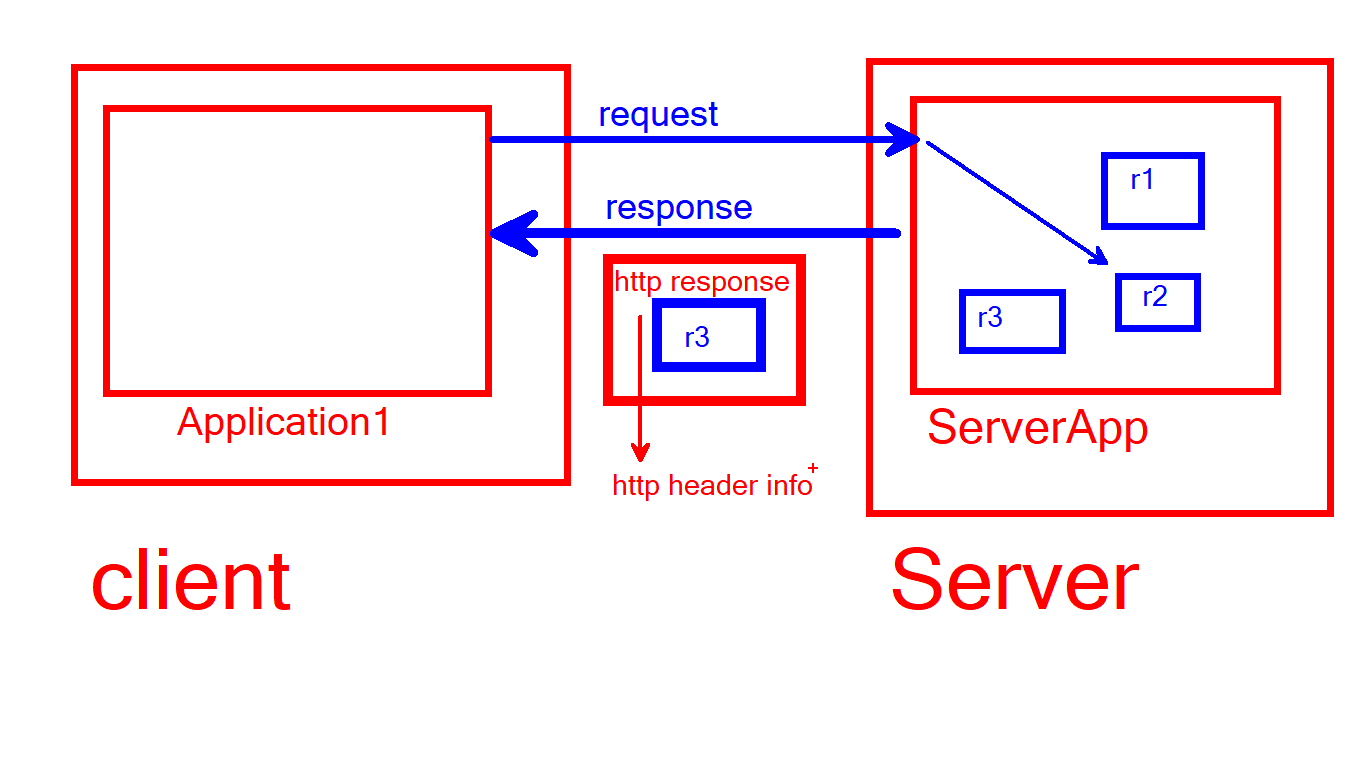 request
r1
response
http response
r2
r3
r3
Application1
ServerApp
http header info
client
Server